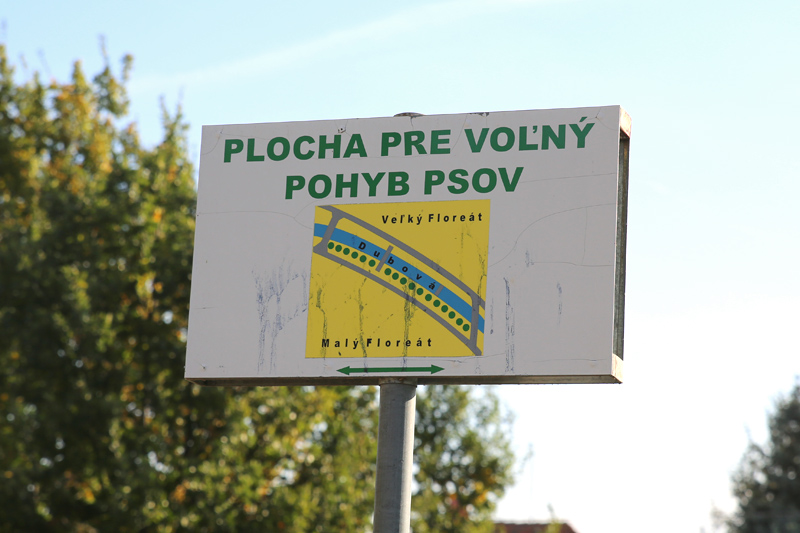 PLOCHA PRE VOĽNÝ
POHYB PSOV
Veľký Floreát
Dubová
Malý Floreát